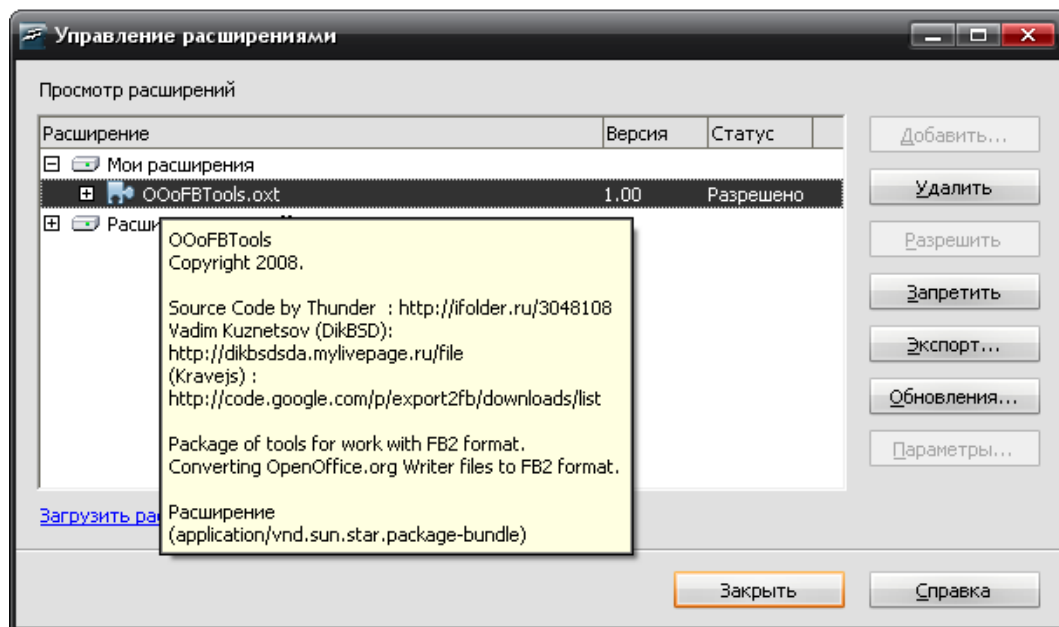 Управление расширениями
Просмотр расширений
Расширение Версия Статус
Мои расширения
OOoFBTools.oxt 1.00 Разрешено
OOoFBTools
Copyright 2008.
Source Code by Thunder : http://ifolder.ru/3048108
Vadim Kuznetsov (DikBSD):
http://dikbsdsda.mylivepage.ru/file
(Kravejs) :
http://code.google.com/p/export2fb/downloads/list
Package of tools for work with FB2 format.
Converting OpenOffice.org Writer files to FB2 format.
Расширение
(application/vnd.sun.star.package-bundle)
Загрузить
Добавить...
Удалить
Разрешить
Запретить
Экспорт...
Обновления...
Параметры...
Закрыть
Справка